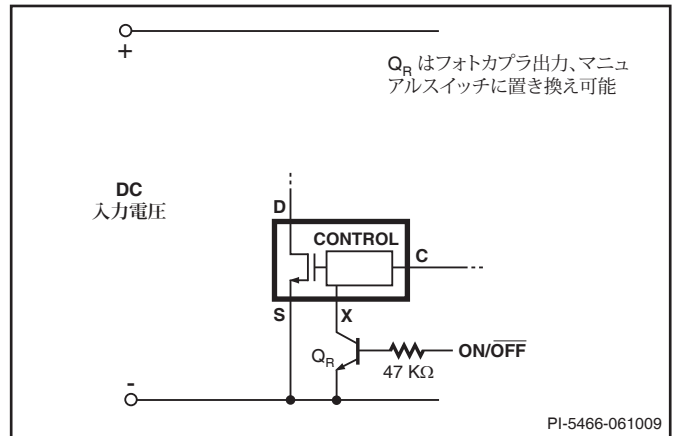 +
QR はフォトカプラ出力、マニュ
アルスイッチに置き換え可能
DC
入力電圧
D
CONTROL
C
S
X
QR
ON/OFF
47 KΩ
-
PI-5466-061009